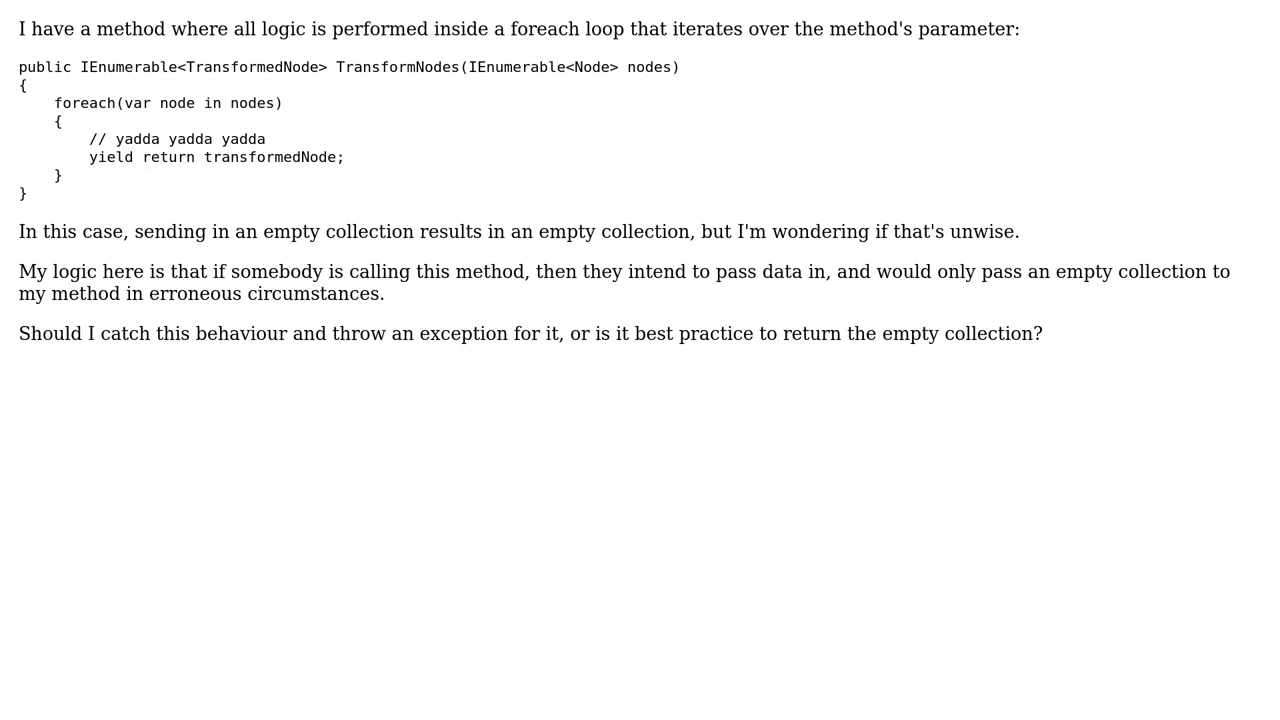 I have a method where all logic is performed inside a foreach loop that iterates over the method's parameter:
public IEnumerable<TransformedNode> TransformNodes(IEnumerable<Node> nodes)
{
    foreach(var node in nodes)
    {
        // yadda yadda yadda
        yield return transformedNode;
    }
}
In this case, sending in an empty collection results in an empty collection, but I'm wondering if that's unwise.
My logic here is that if somebody is calling this method, then they intend to pass data in, and would only pass an empty collection to
my method in erroneous circumstances.
Should I catch this behaviour and throw an exception for it, or is it best practice to return the empty collection?